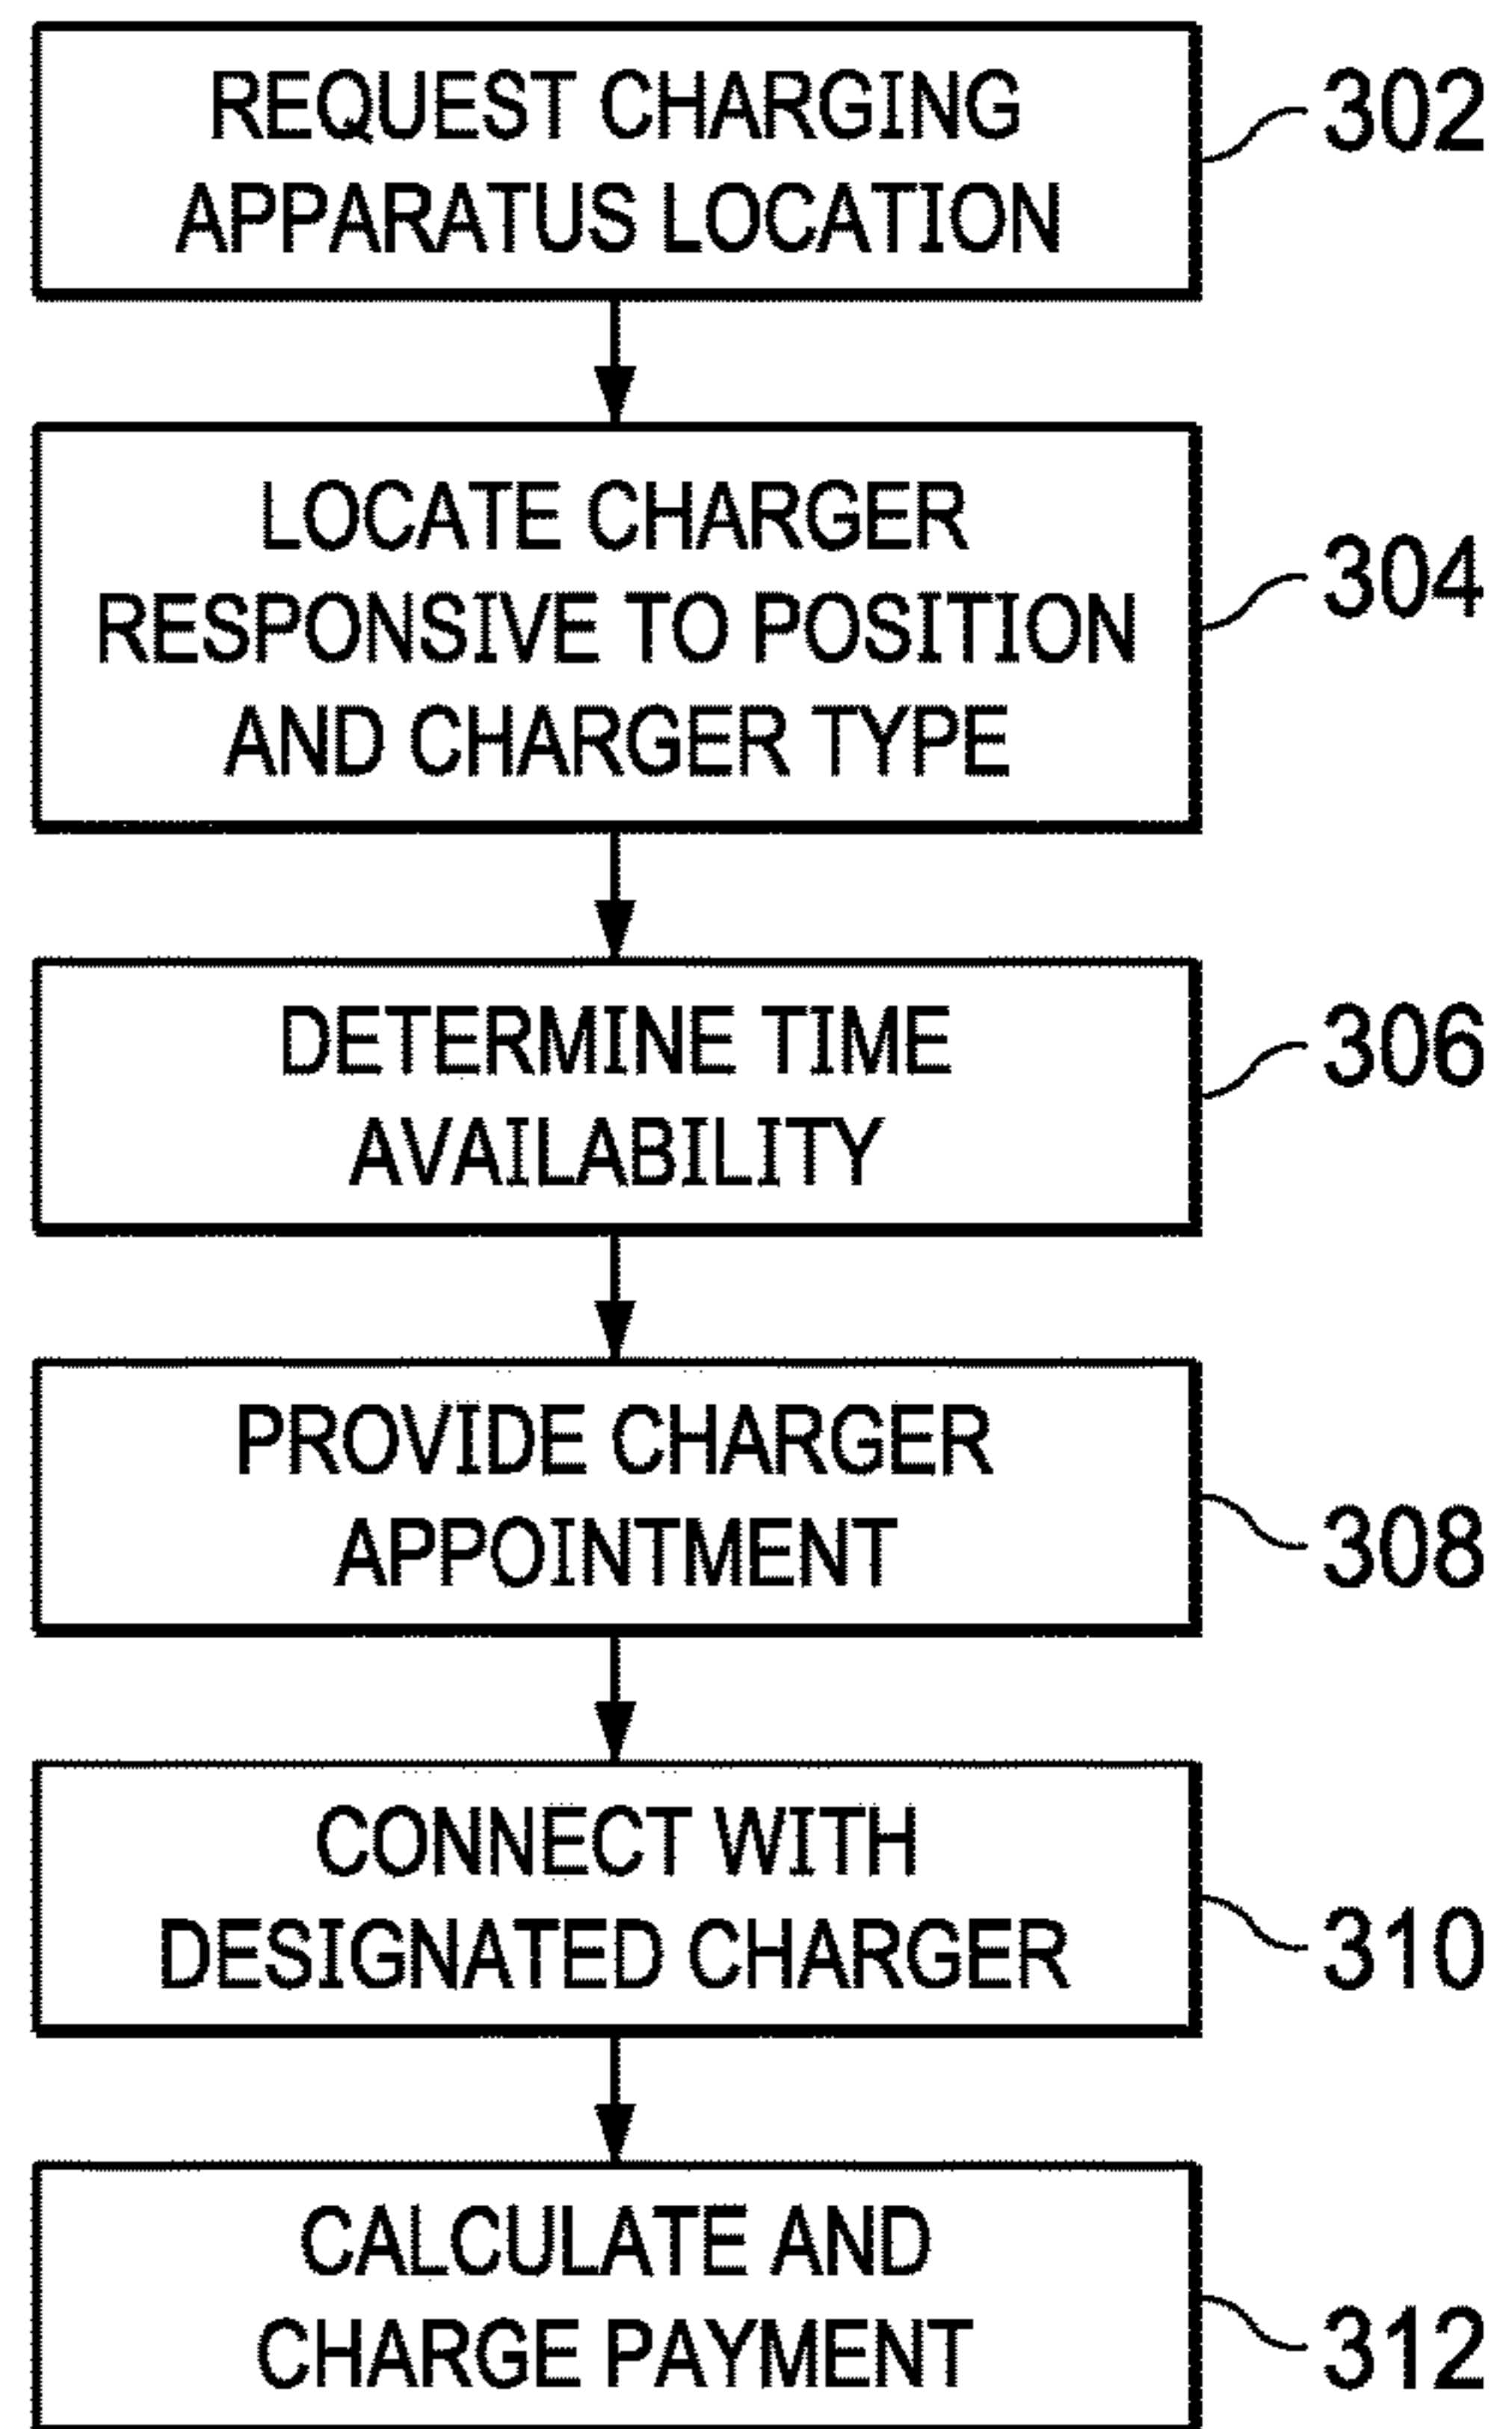 REQUEST CHARGING
APPARATUS LOCATION
302
LOCATE CHARGER
RESPONSIVE TO POSITION
AND CHARGER TYPE
304
DETERMINE TIME
AVAILABILITY
306
PROVIDE CHARGER
APPOINTMENT
308
CONNECT WITH
DESIGNATED CHARGER
310
CALCULATE AND
CHARGE PAYMENT
312